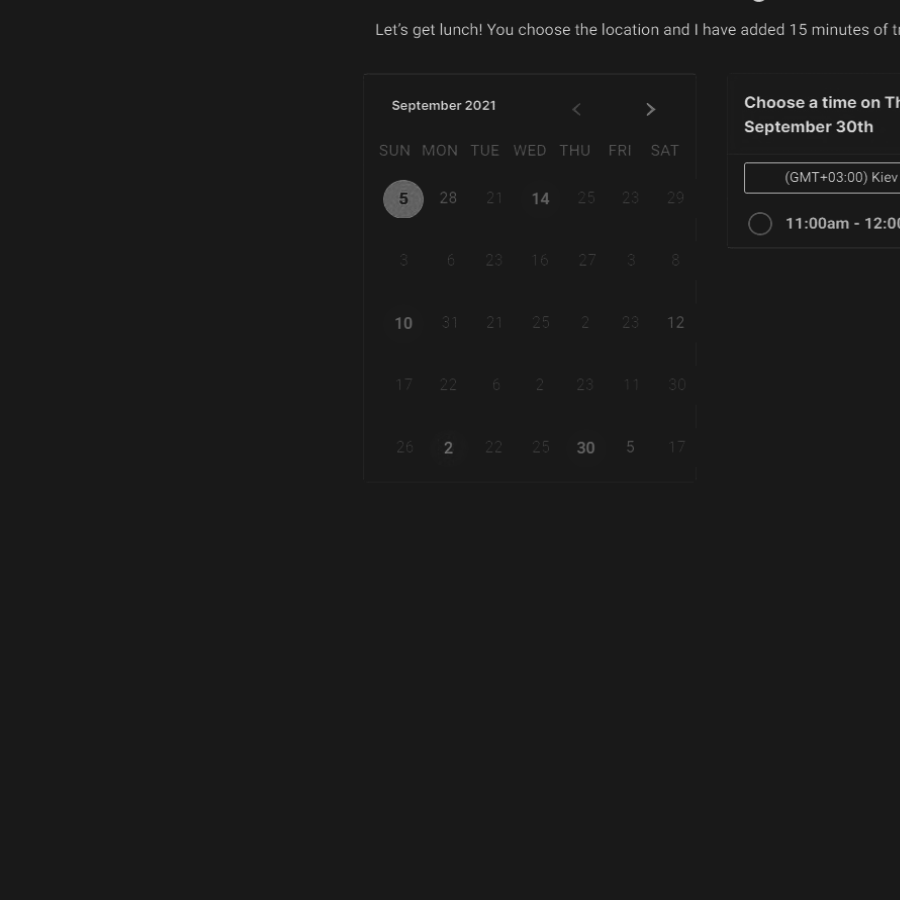 Let's get lunch! You choose the location and I have added 15 minutes of
September 2021
SUN MON TUE WED THU FRI SAT
5 28 21 14 25 23 29
3 6 23 16 27 3 8
10 31 21 25 2 23 12
17 22 6 2 23 11 30
26 2 22 25 30 5 17
Choose a time on Th
September 30th
(GMT+03:00) Kiev
11:00am - 12:00